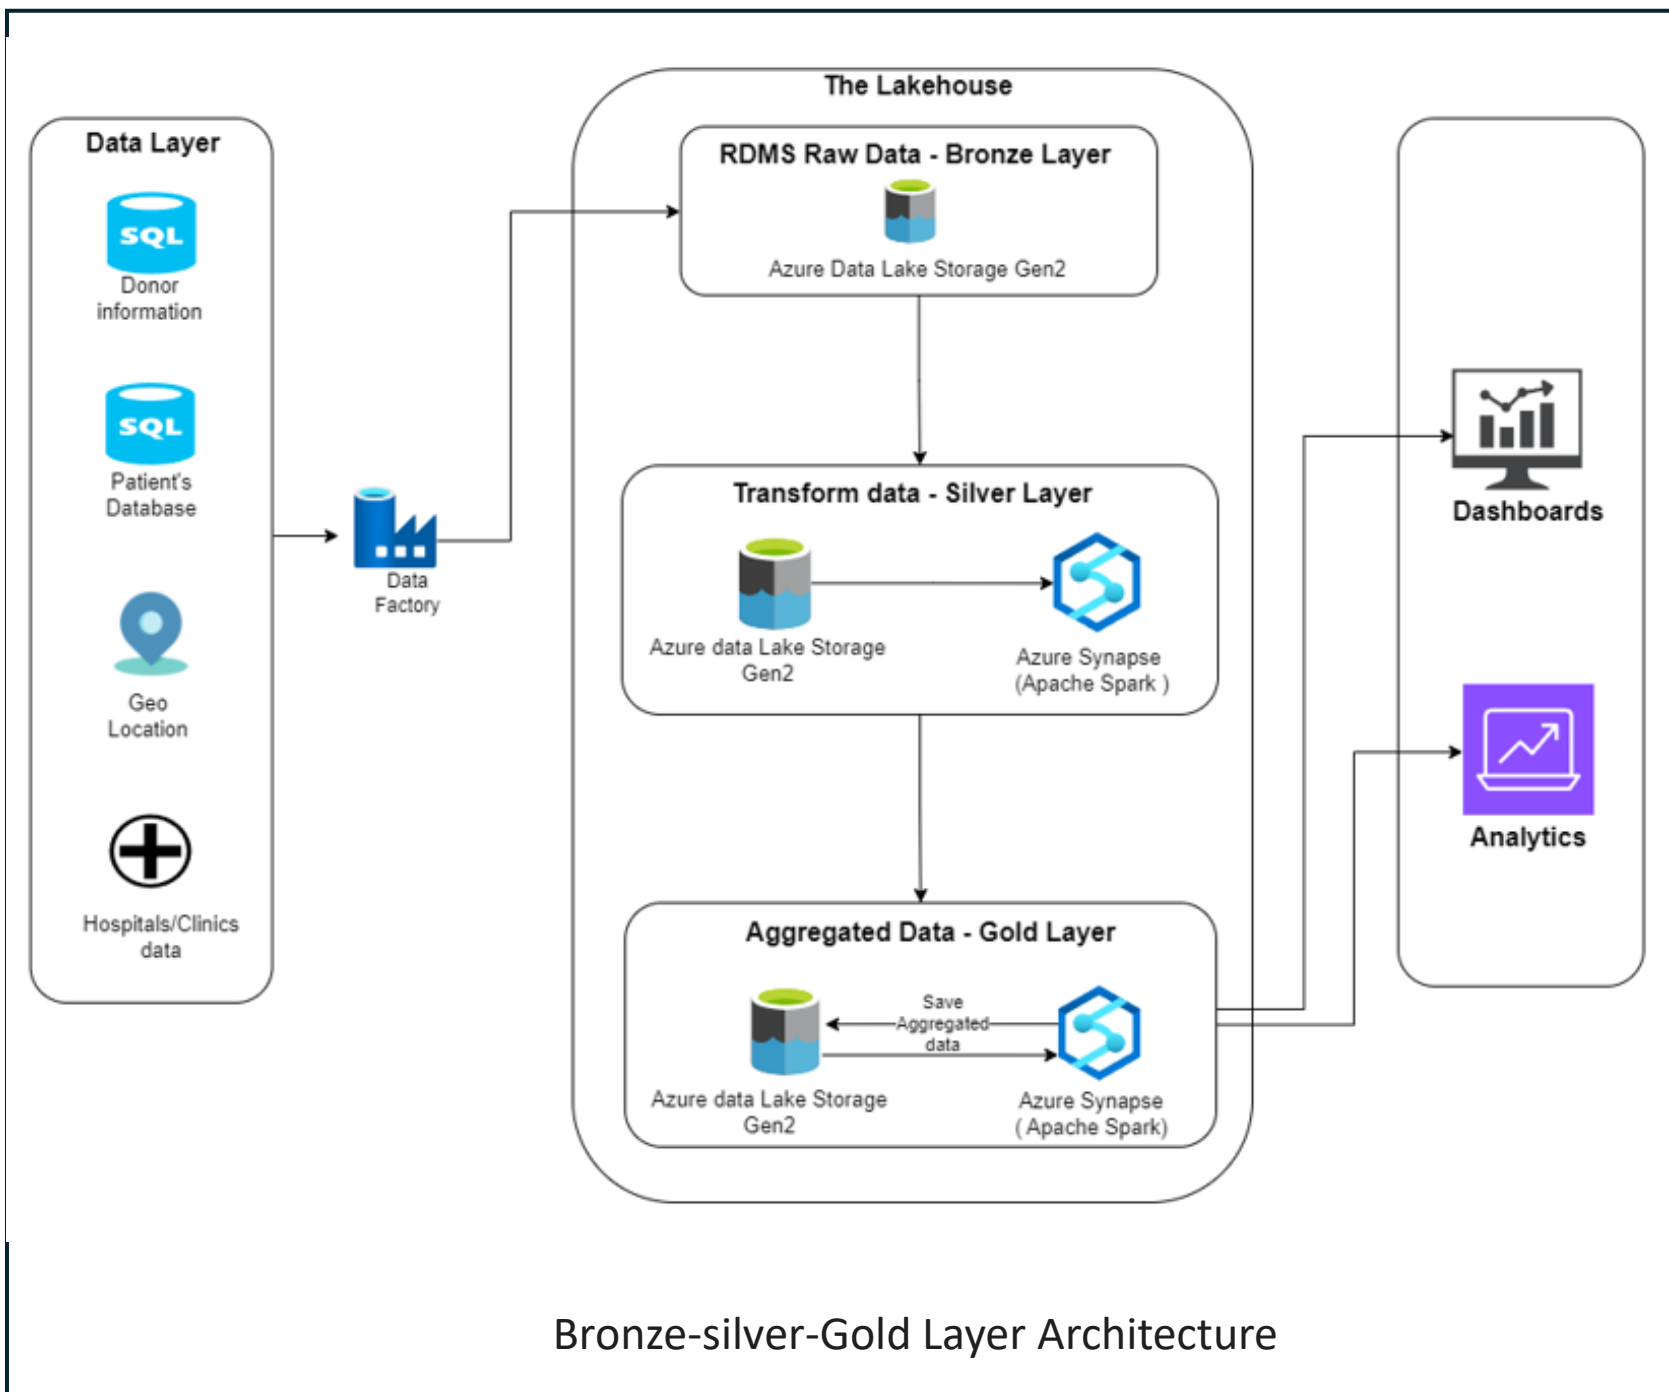 The Lakehouse
Data Layer
SQL
Donor
information
SQL
Patient's
Database
Geo
Location
Hospitals/Clinics
data
Data
Factory
RDMS Raw Data - Bronze Layer
Azure Data Lake Storage Gen2
Transform data - Silver Layer
Azure data Lake Storage
Gen2
Azure Synapse
(Apache Spark )
Aggregated Data - Gold Layer
Save
Aggregated
data
Azure data Lake Storage
Gen2
Azure Synapse
( Apache Spark)
Dashboards
Analytics
Bronze-silver-Gold Layer Architecture